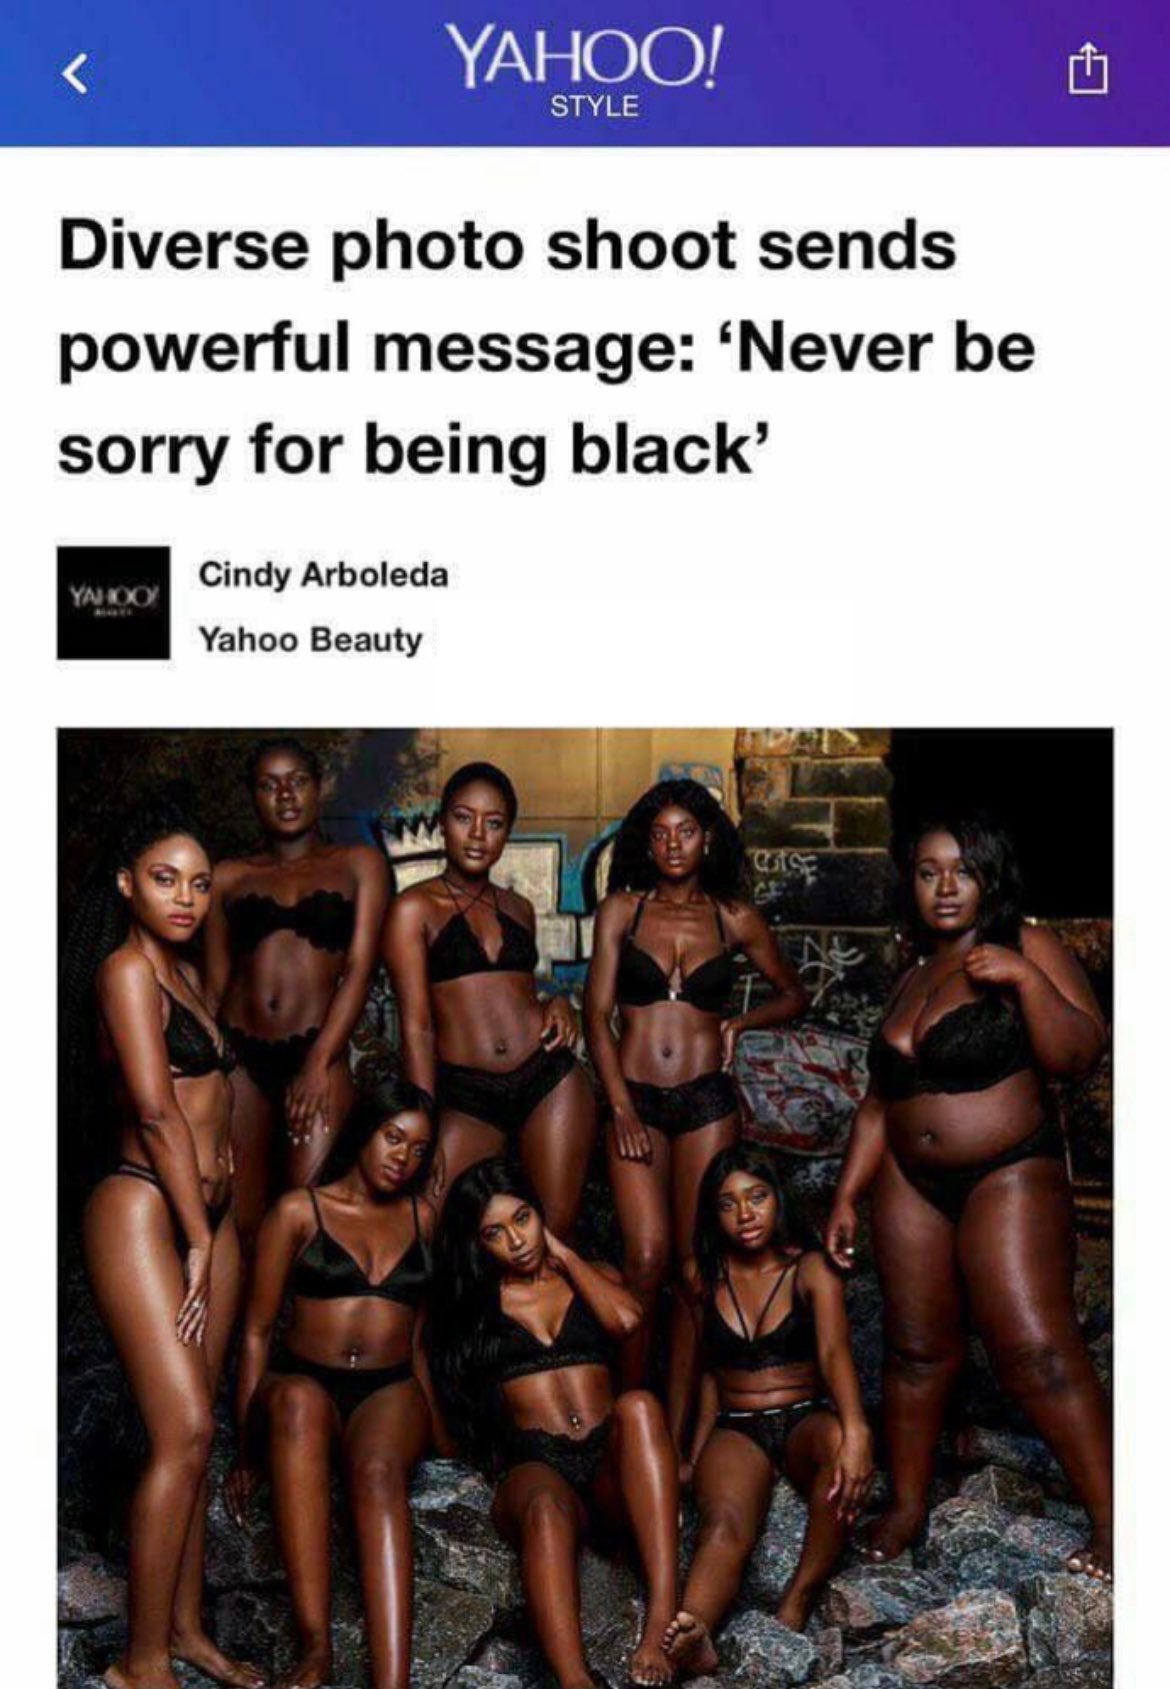 YAHOO!
STYLE
Diverse photo shoot sends
powerful message: ‘Never be
sorry for being black’
YAHOO!
Cindy Arboleda
Yahoo Beauty